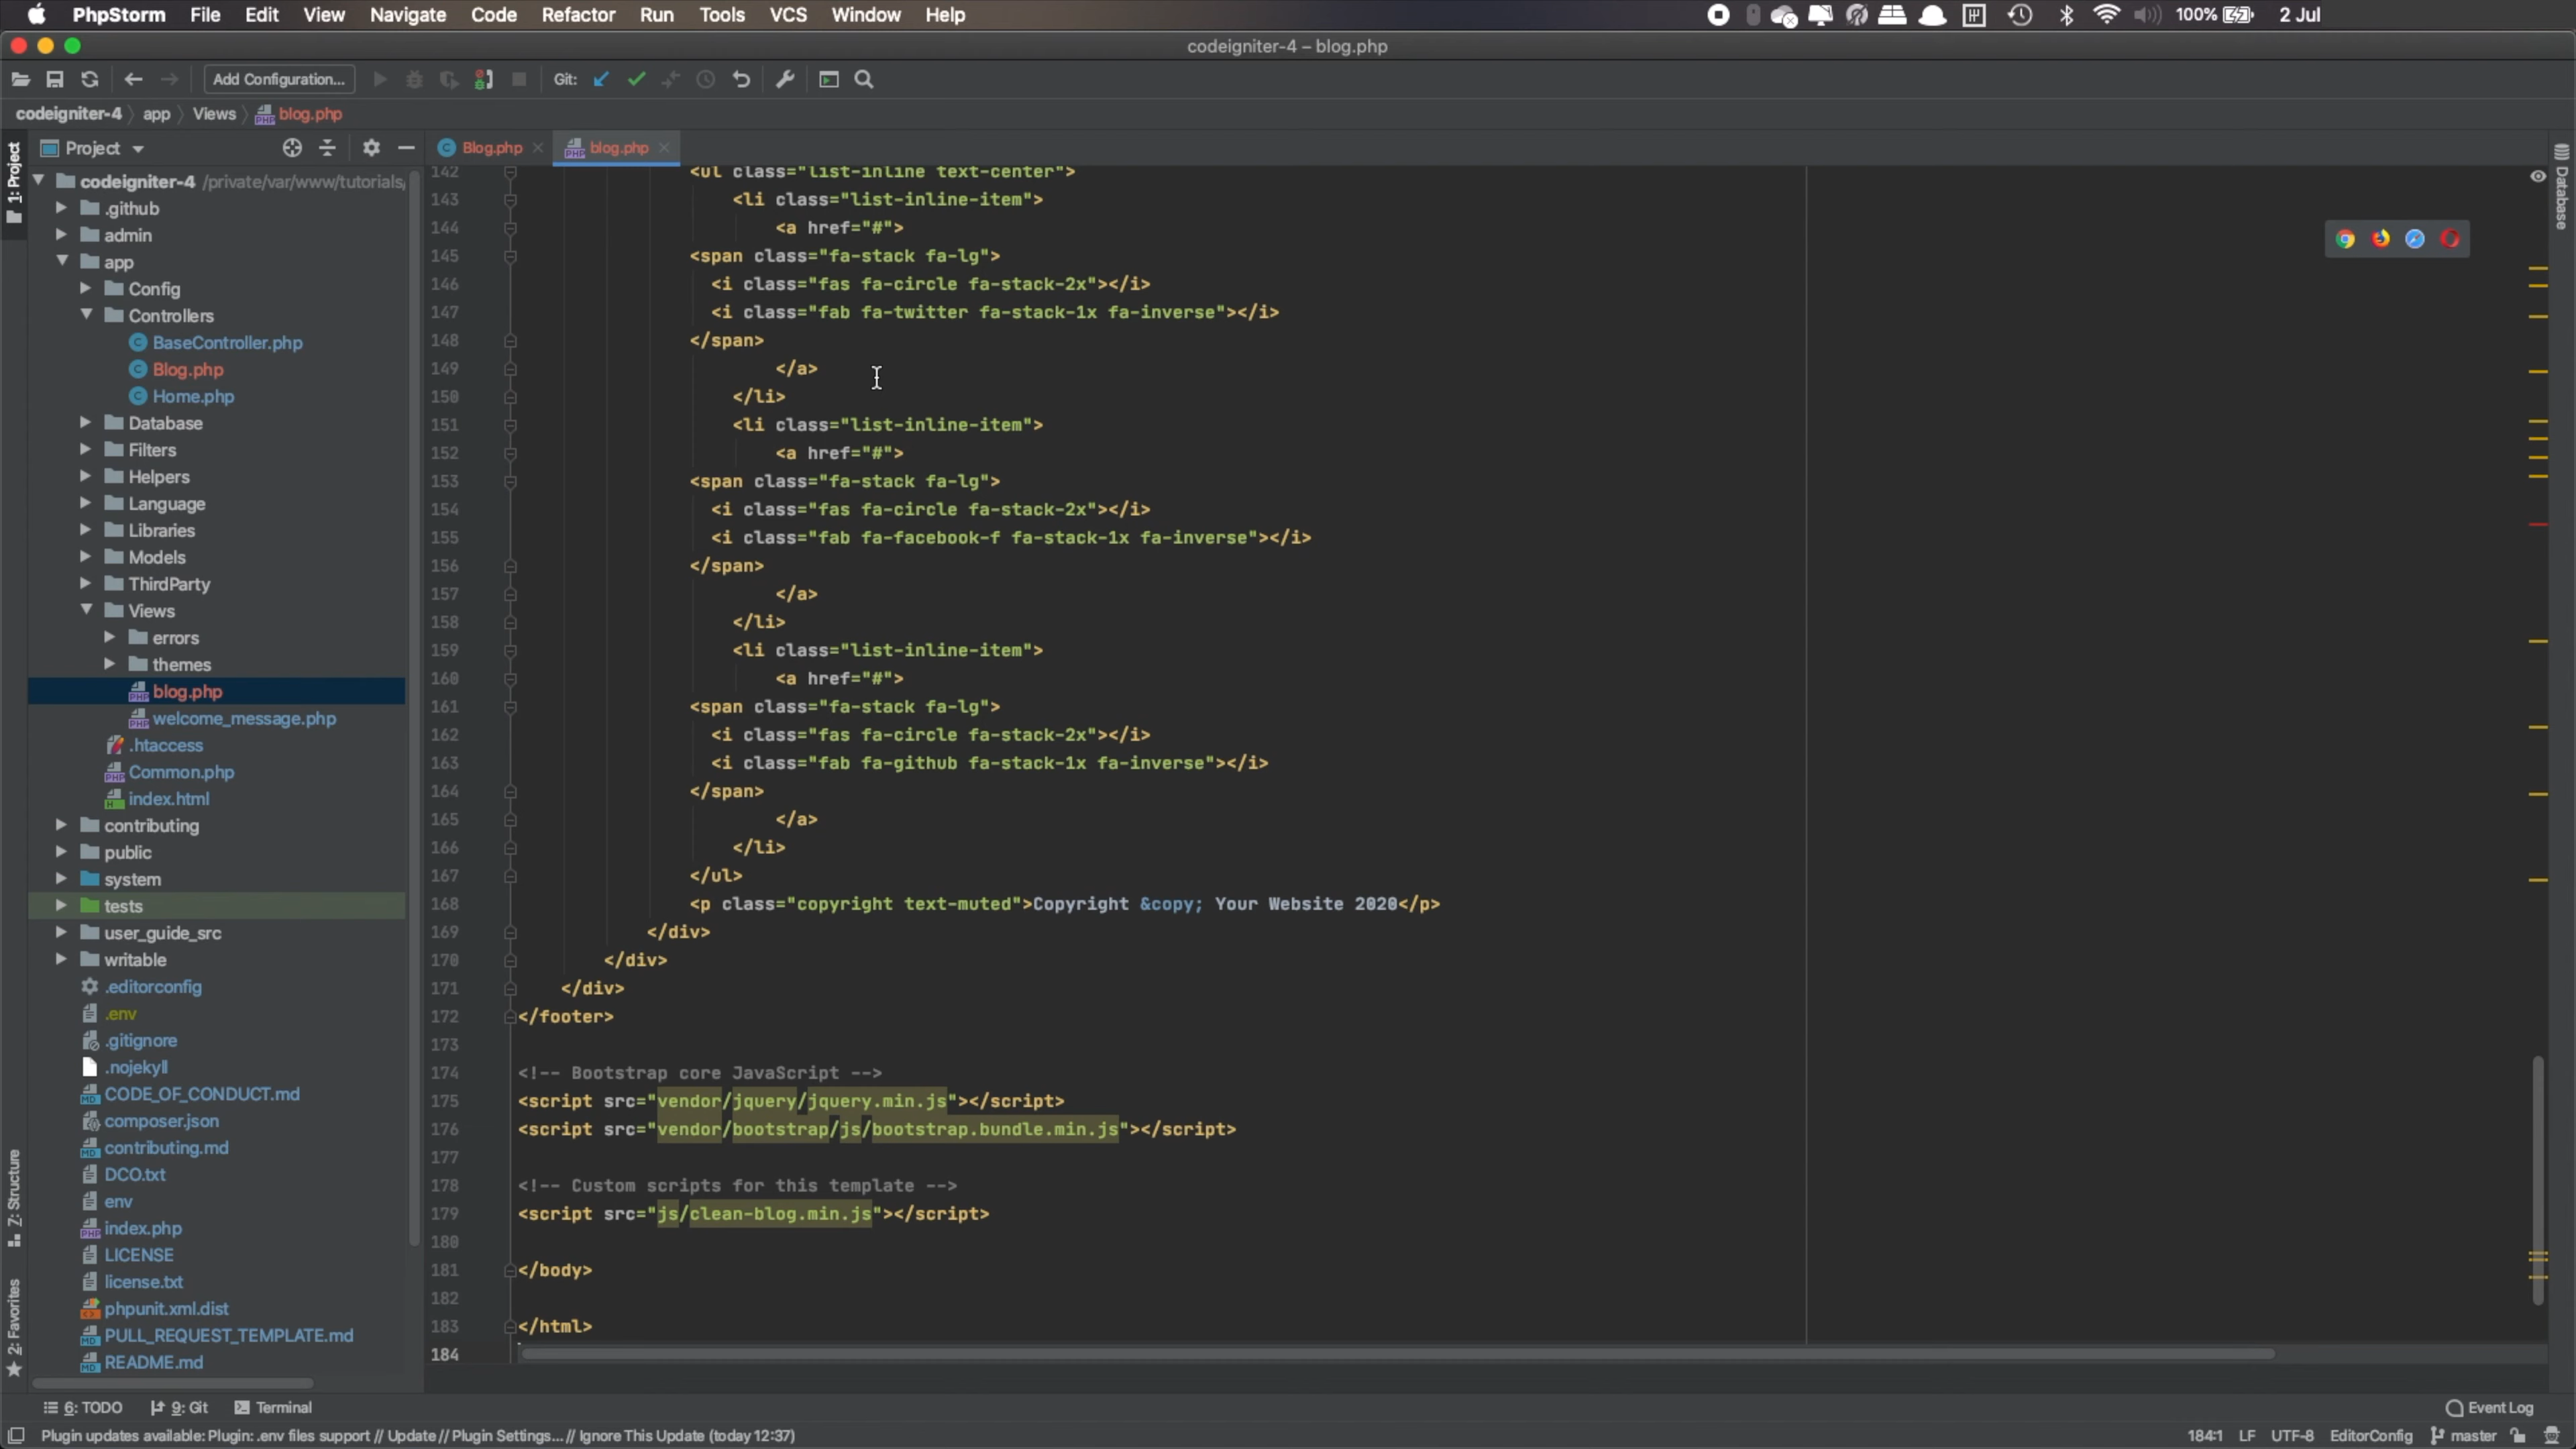 PhpStorm File Edit View Navigate Code Refactor Run Tools VCS Window Help 100% 2 Jul
codeigniter-4 – blog.php
Add Configuration... Git:
codeigniter-4 app Views blog.php
Project Blog.php blog.php
1: Project
Database
codeigniter-4 /private/var/www/tutorials/
.github
admin
app
Config
Controllers
BaseController.php
Blog.php
Home.php
Database
Filters
Helpers
Language
Libraries
Models
ThirdParty
Views
errors
themes
blog.php
welcome_message.php
.htaccess
Common.php
index.html
contributing
public
system
tests
user_guide_src
writable
.editorconfig
.env
.gitignore
.nojekyll
CODE_OF_CONDUCT.md
composer.json
contributing.md
DCO.txt
env
index.php
LICENSE
license.txt
phpunit.xml.dist
PULL_REQUEST_TEMPLATE.md
README.md
Z: Structure
2: Favorites
142 <ul class="list-inline text-center">
143 <li class="list-inline-item">
144 <a href="#">
145 <span class="fa-stack fa-lg">
146 <i class="fas fa-circle fa-stack-2x"></i>
147 <i class="fab fa-twitter fa-stack-1x fa-inverse"></i>
148 </span>
149 </a>
150 </li>
151 <li class="list-inline-item">
152 <a href="#">
153 <span class="fa-stack fa-lg">
154 <i class="fas fa-circle fa-stack-2x"></i>
155 <i class="fab fa-facebook-f fa-stack-1x fa-inverse"></i>
156 </span>
157 </a>
158 </li>
159 <li class="list-inline-item">
160 <a href="#">
161 <span class="fa-stack fa-lg">
162 <i class="fas fa-circle fa-stack-2x"></i>
163 <i class="fab fa-github fa-stack-1x fa-inverse"></i>
164 </span>
165 </a>
166 </li>
167 </ul>
168 <p class="copyright text-muted">Copyright &copy; Your Website 2020</p>
169 </div>
170 </div>
171 </div>
172 </footer>
173
174 <!-- Bootstrap core JavaScript -->
175 <script src="vendor/jquery/jquery.min.js"></script>
176 <script src="vendor/bootstrap/js/bootstrap.bundle.min.js"></script>
177
178 <!-- Custom scripts for this template -->
179 <script src="js/clean-blog.min.js"></script>
180
181 </body>
182
183 </html>
184
6: TODO 9: Git Terminal Event Log
Plugin updates available: Plugin: .env files support // Update // Plugin Settings... // Ignore This Update (today 12:37) 184:1 LF UTF-8 EditorConfig master